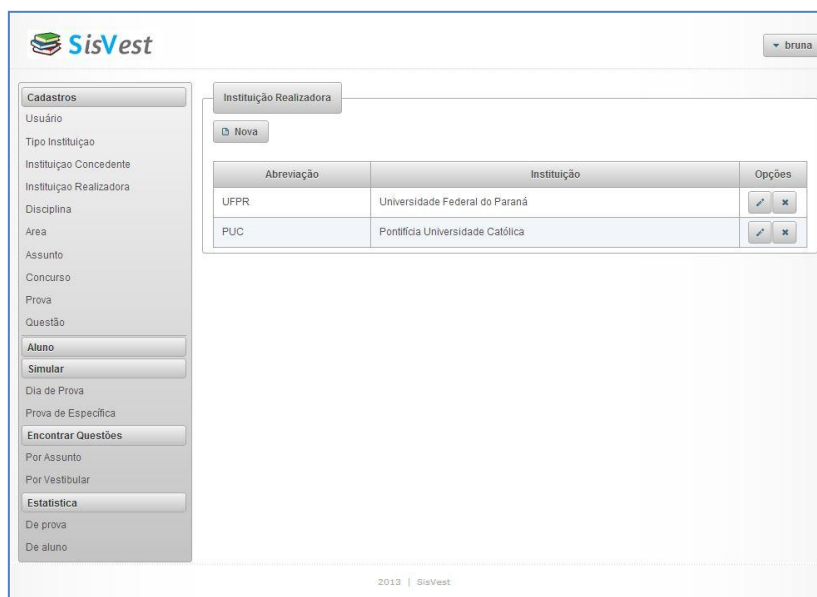 SisVest
bruna
Cadastros
Usuário
Tipo Instituiçao
Instituiçao Concedente
Instituiçao Realizadora
Disciplina
Area
Assunto
Concurso
Prova
Questão
Aluno
Simular
Dia de Prova
Prova de Específica
Encontrar Questões
Por Assunto
Por Vestibular
Estatistica
De prova
De aluno
Instituição Realizadora
Nova
Abreviação Instituição Opções
UFPR Universidade Federal do Paraná
PUC Pontifícia Universidade Católica
2013 | SisVest